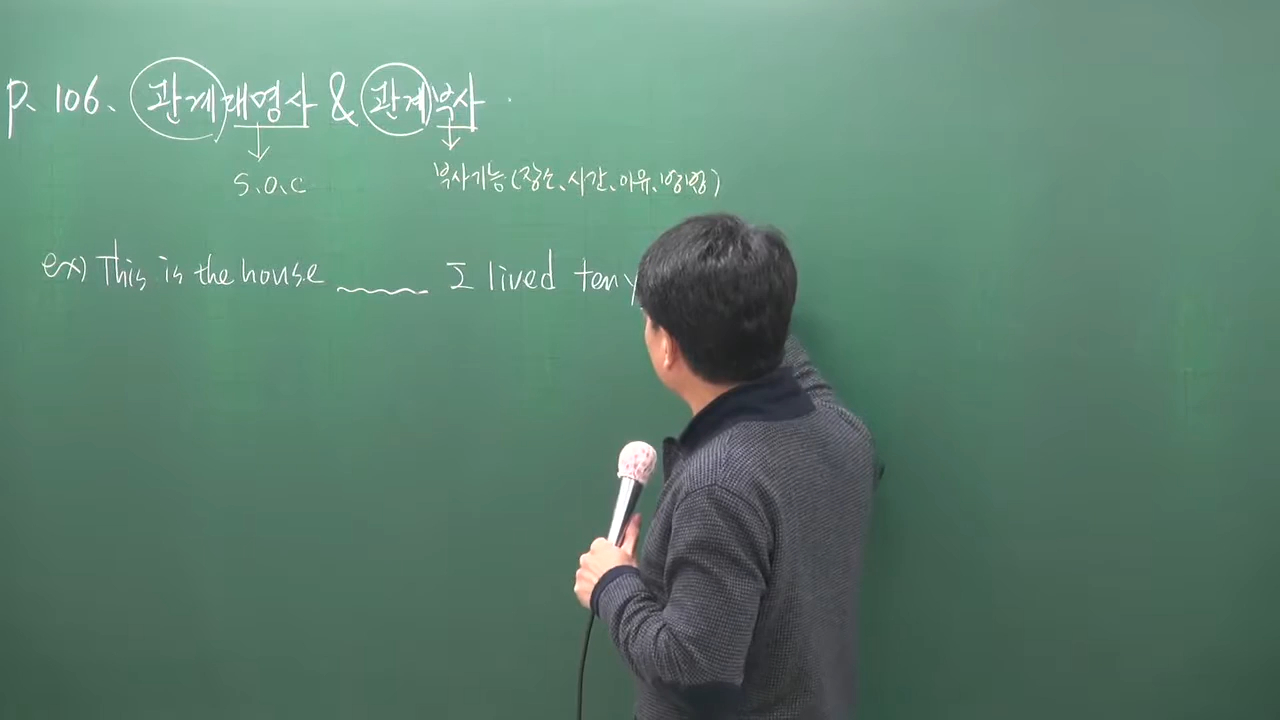 p. 106. 관계대명사 & 관계부사
S.O.C 부사기능 (장소, 시간, 이유, 방법)
ex) This is the house ____ I lived ten y